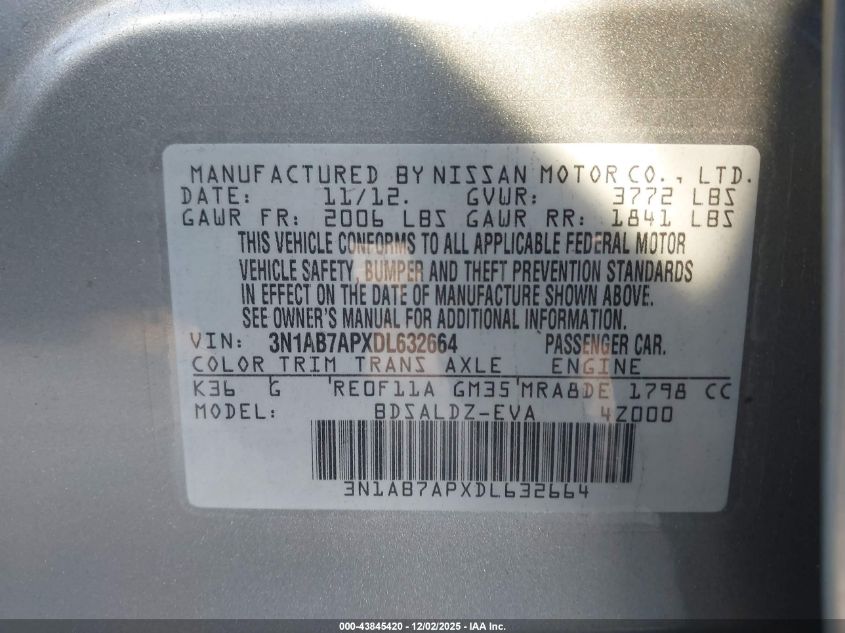 MANUFACTURED BY NISSAN MOTOR CO., LTD.
DATE: 11/12. GVWR: 3772 LBS
GAWR FR: 2006 LBS GAWR RR: 1841 LBS
THIS VEHICLE CONFORMS TO ALL APPLICABLE FEDERAL MOTOR
VEHICLE SAFETY, BUMPER AND THEFT PREVENTION STANDARDS
IN EFFECT ON THE DATE OF MANUFACTURE SHOWN ABOVE.
SEE OWNER'S MANUAL FOR ADDITIONAL INFORMATION.
VIN: 3N1AB7APXDL632664 PASSENGER CAR.
COLOR TRIM TRANS AXLE ENGINE
K36 G RE0F11A GM35 MRA8DE 1798 CC
MODEL: BDSALDZ-EVA 4Z000
3N1AB7APXDL632664
000-43845420 - 12/02/2025 - IAA Inc.